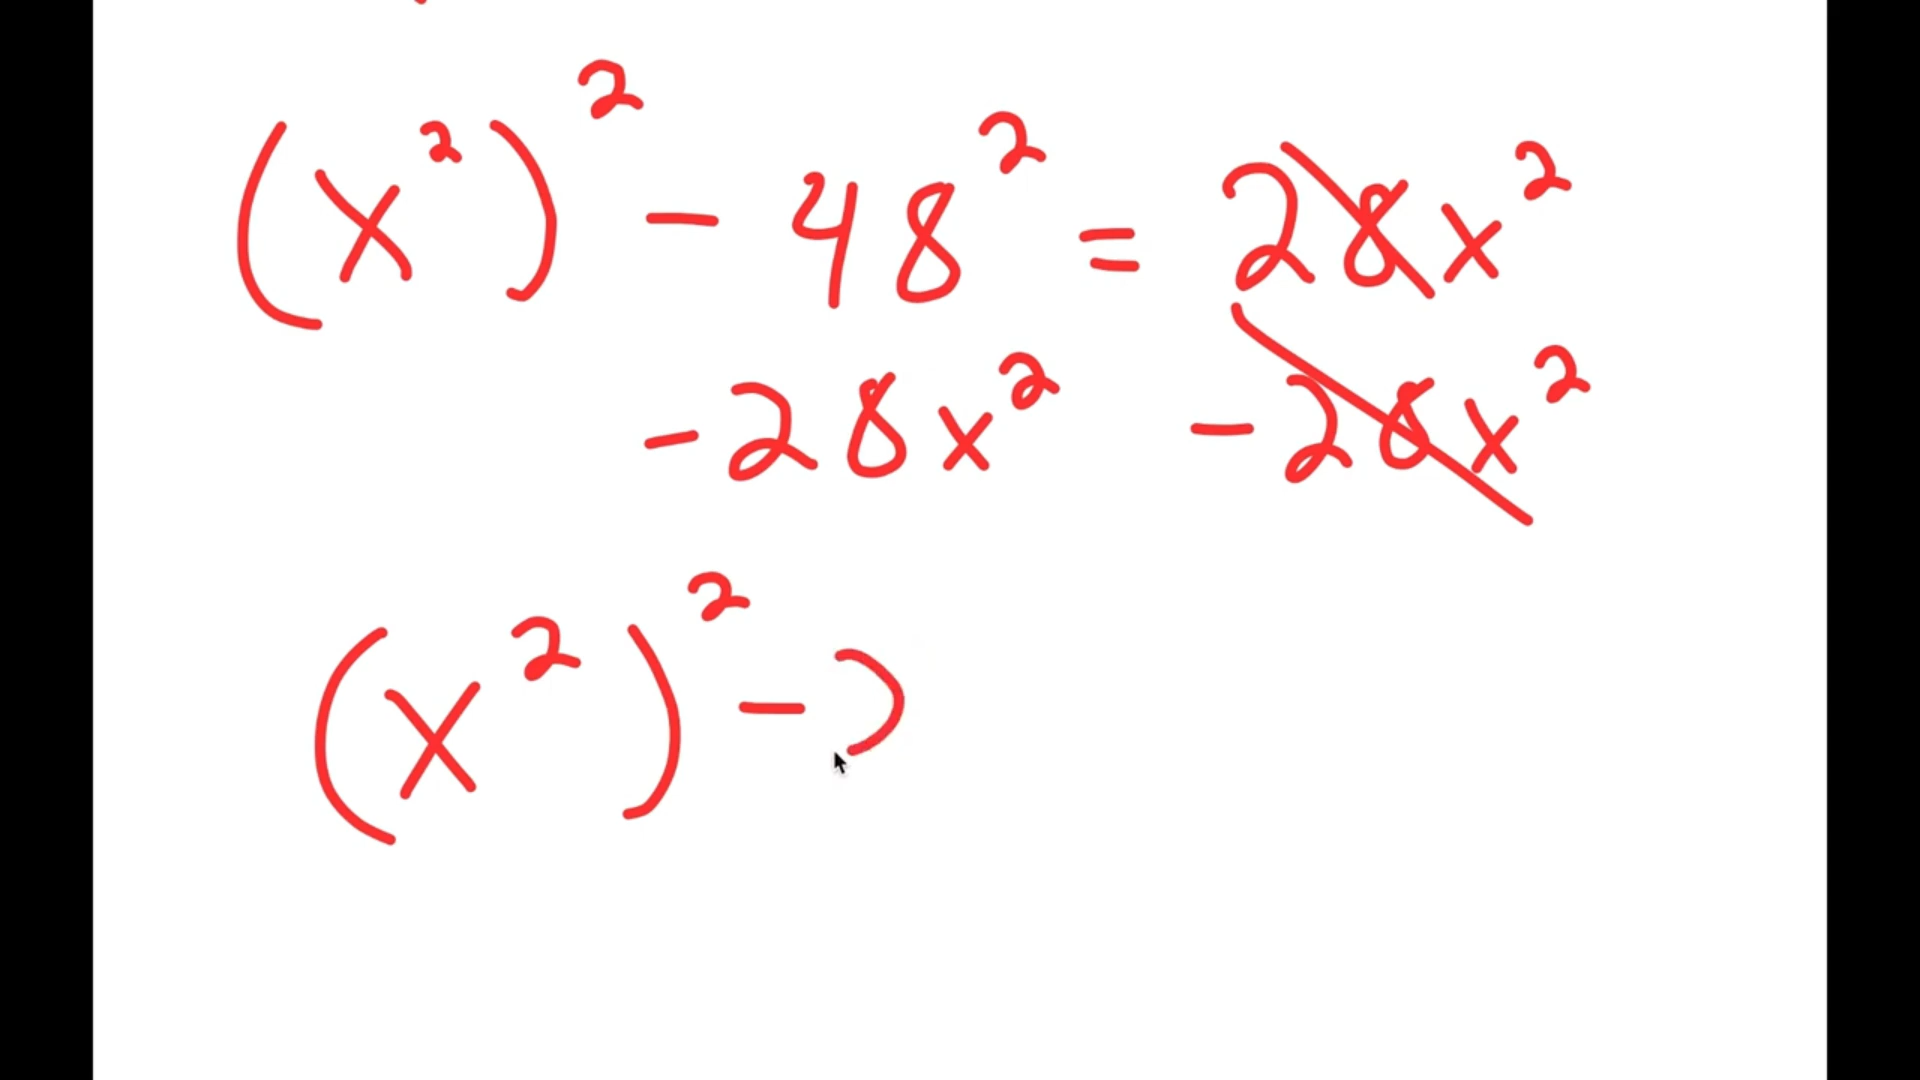 (x²)² - 48² = 28x²
-28x² -28x²
(x²)² -